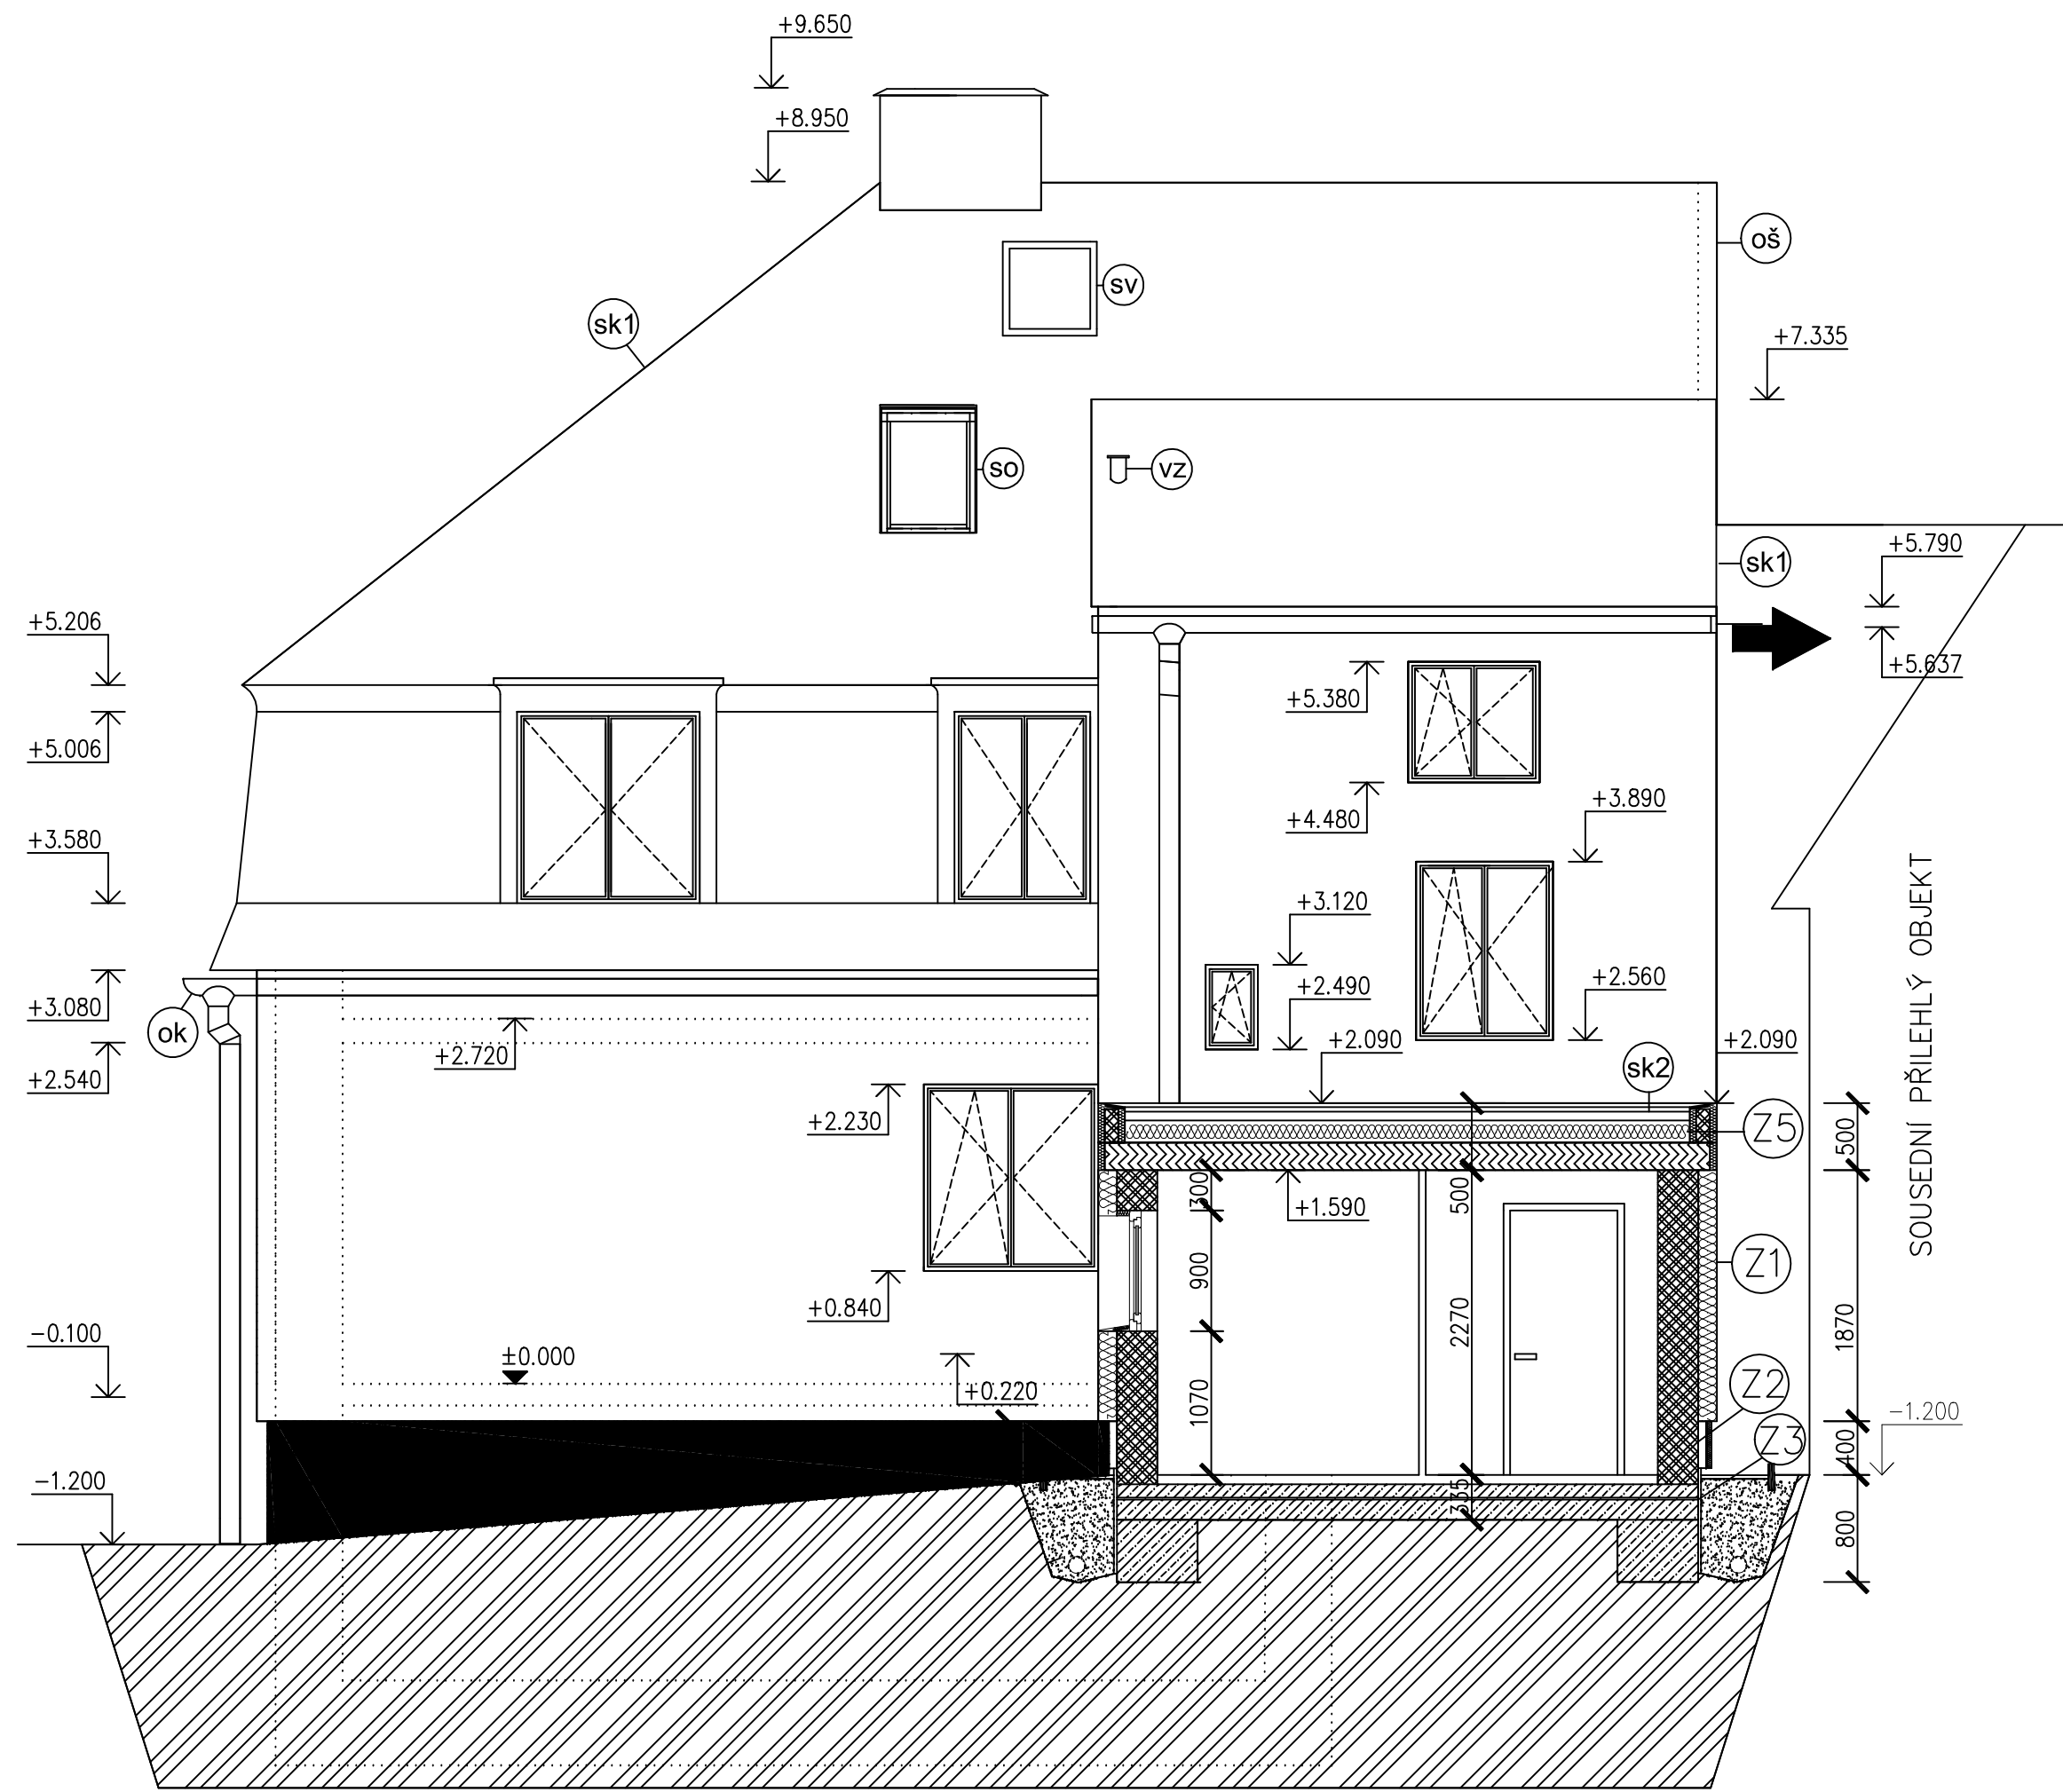 +9.650
+8.950
oš
sv
sk1
+7.335
so
vz
+5.790
sk1
+5.206
+5.637
+5.380
+5.006
+3.890
+4.480
+3.580
+3.120
+3.080
+2.490
+2.560
ok
+2.720
+2.090
+2.090
sk2
+2.540
+2.230
Z5
500
300
500
+1.590
SOUSEDNÍ PŘILEHLÝ OBJEKT
Z1
900
+0.840
2270
1870
-0.100
±0.000
+0.220
1070
Z2
-1.200
Z3
400
-1.200
335
800